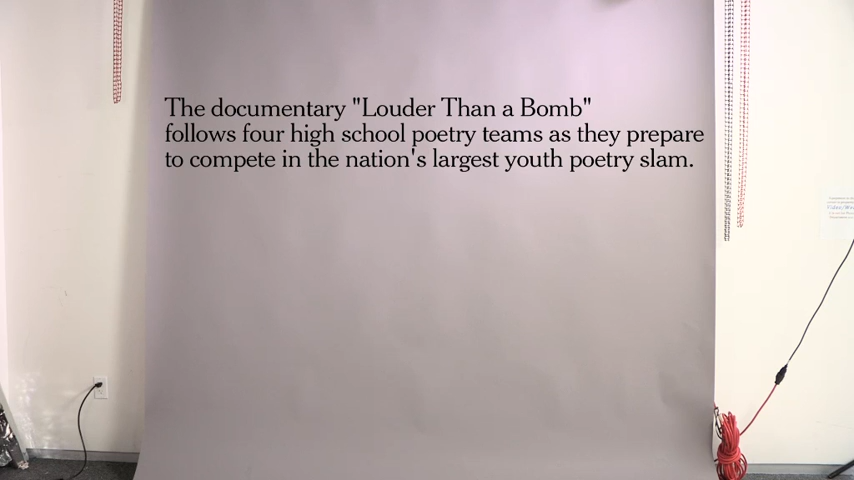 The documentary "Louder Than a Bomb"
follows four high school poetry teams as they prepare
to compete in the nation's largest youth poetry slam.